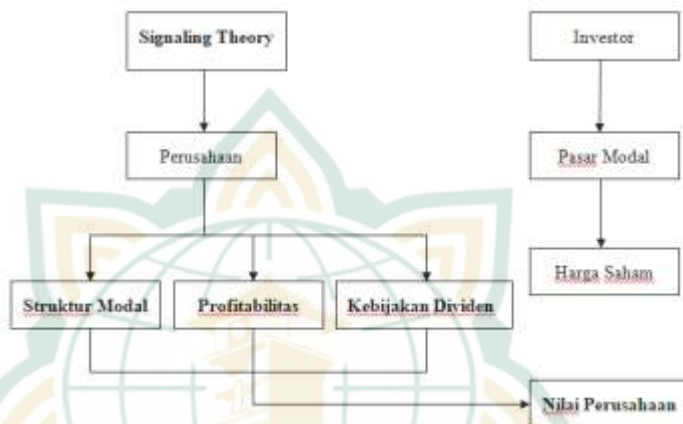 Signaling Theory
Investor
Perusahaan
Pasar Modal
Struktur Modal
Profitabilitas
Kebijakan Dividen
Harga Saham
Nilai Perusahaan